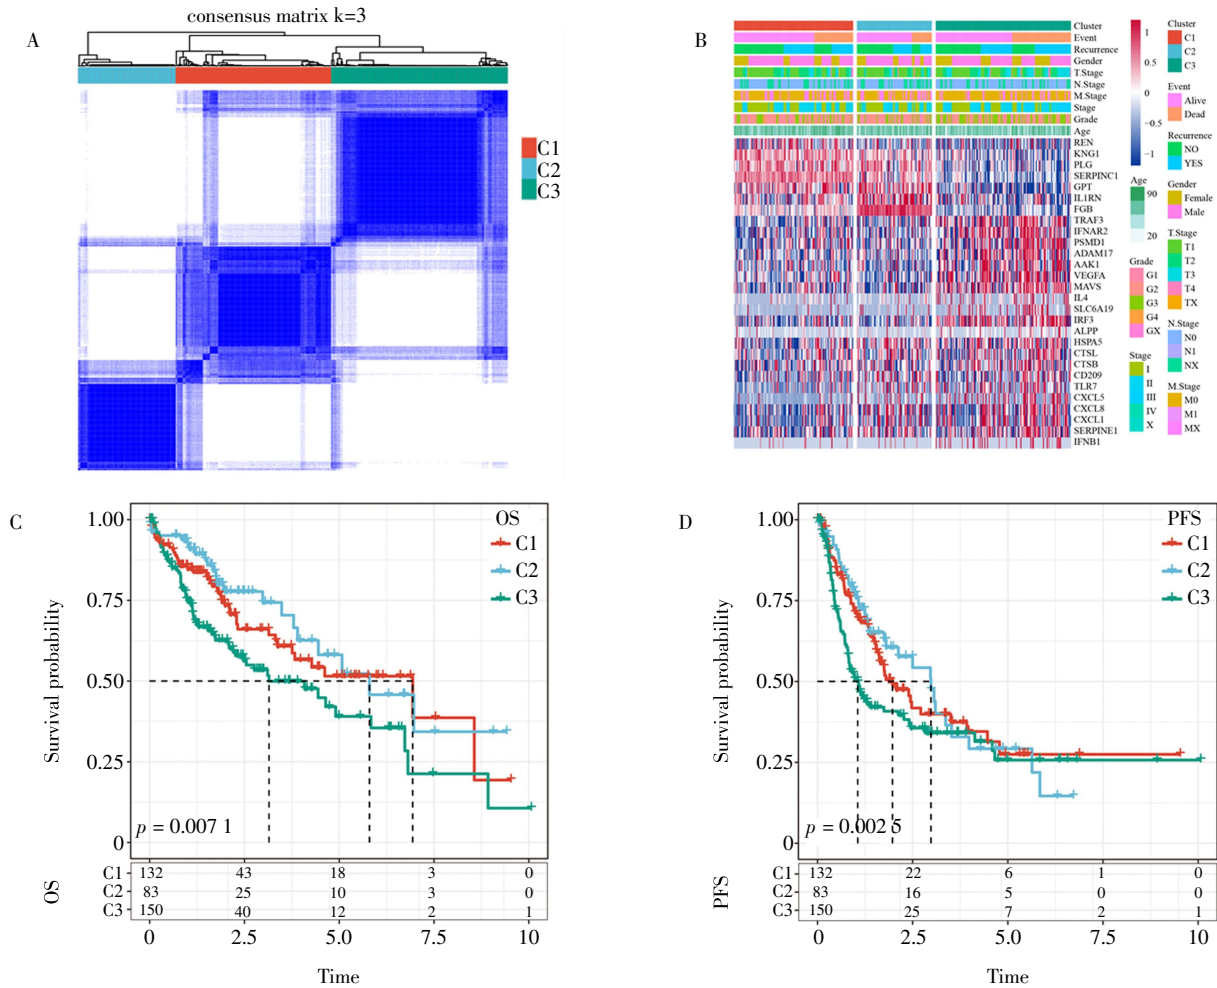 A
consensus matrix k=3
C1
C2
C3
B
Cluster
Event
Recurrence
Gender
T.Stage
N.Stage
M.Stage
Stage
Grade
Age
REN
KNG1
PLG
SERPINC1
GPT
IL1RN
FGB
TRAF3
IFNAR2
PSMD1
ADAM17
AAK1
VEGFA
MAVS
IL4
SLC6A19
IRF3
ALPP
HSPA5
CTSL
CTSB
CD209
TLR7
CXCL5
CXCL8
CXCL1
SERPINE1
IFNB1
1
0.5
0
−0.5
−1
Age
90
20
Grade
G1
G2
G3
G4
GX
Stage
I
II
III
IV
X
Cluster
C1
C2
C3
Event
Alive
Dead
Recurrence
NO
YES
Gender
Female
Male
T.Stage
T1
T2
T3
T4
TX
N.Stage
N0
N1
NX
M.Stage
M0
M1
MX
C
Survival probability
1.00
0.75
0.50
0.25
0
OS
C1
C2
C3
p = 0.007 1
OS
C1 132 43 18 3 0
C2 83 25 10 3 0
C3 150 40 12 2 1
0 2.5 5.0 7.5 10
Time
D
Survival probability
1.00
0.75
0.50
0.25
0
PFS
C1
C2
C3
p = 0.002 5
PFS
C1 132 22 6 1 0
C2 83 16 5 0 0
C3 150 25 7 2 1
0 2.5 5.0 7.5 10
Time